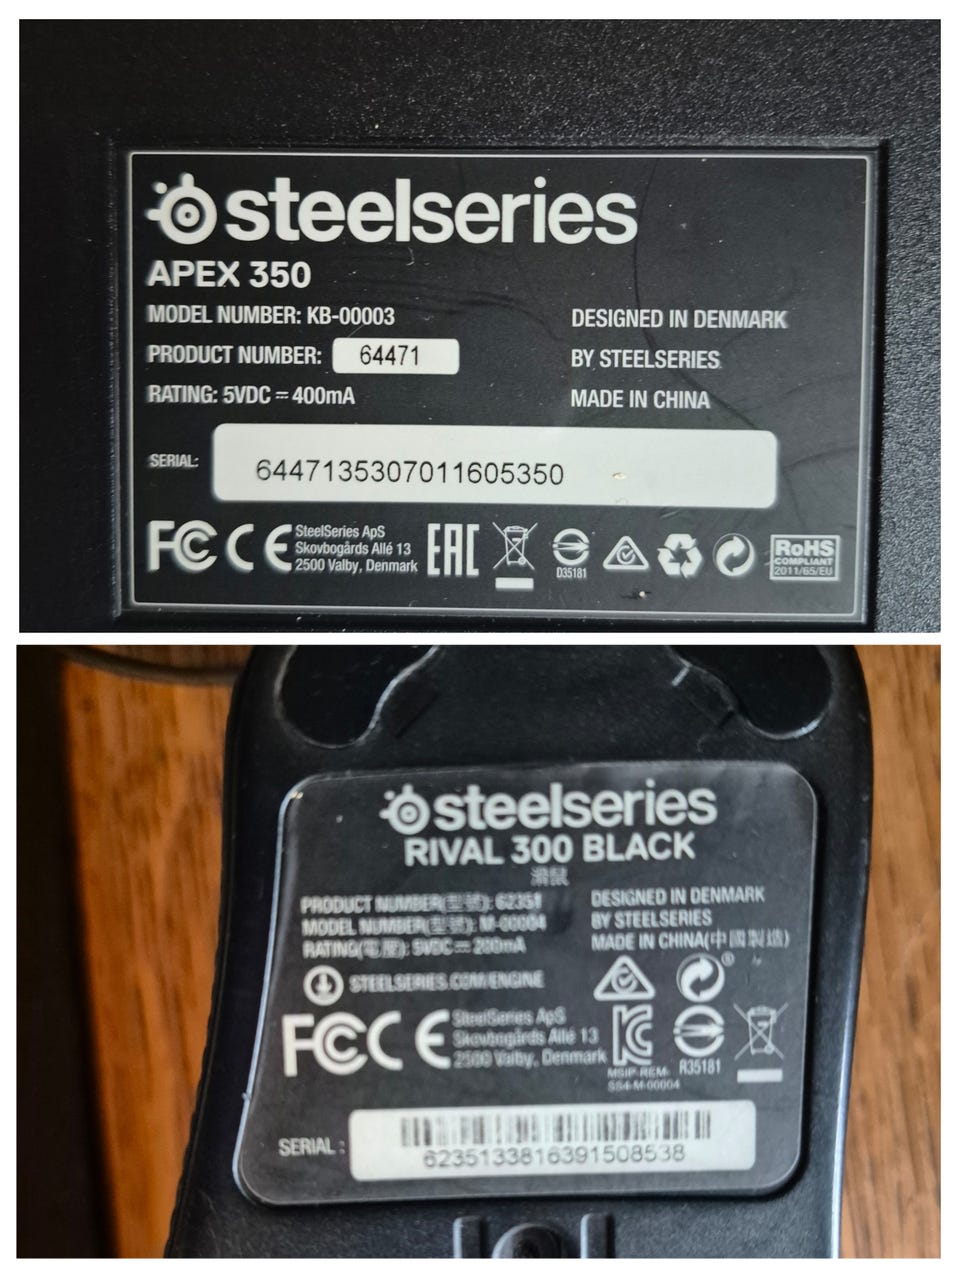 steelseries
APEX 350
MODEL NUMBER: KB-00003
PRODUCT NUMBER: 64471
RATING: 5VDC ⎓ 400mA
DESIGNED IN DENMARK
BY STEELSERIES
MADE IN CHINA
SERIAL: 6447135307011605350
FC CE
SteelSeries ApS
Skovbogårds Allé 13
2500 Valby, Denmark
EAC
D35181
RoHS
COMPLIANT
2011/65/EU
steelseries
RIVAL 300 BLACK
滑鼠
PRODUCT NUMBER(型號): 62351
MODEL NUMBER(型號): M-00004
RATING(電壓): 5VDC ⎓ 200mA
DESIGNED IN DENMARK
BY STEELSERIES
MADE IN CHINA(中國製造)
STEELSERIES.COM/ENGINE
FC CE
SteelSeries ApS
Skovbogårds Allé 13
2500 Valby, Denmark
MSIP-REM-
SS4-M-00004
R35181
SERIAL : 6235133816391508538